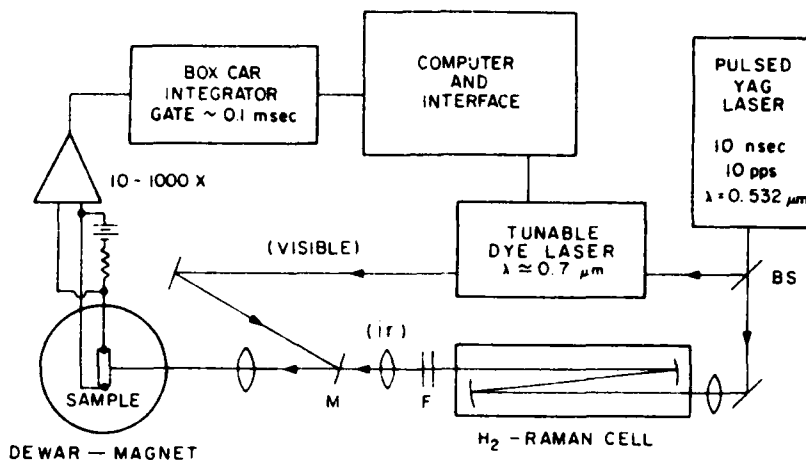 BOX CAR
INTEGRATOR
GATE ~ 0.1 msec
COMPUTER
AND
INTERFACE
PULSED
YAG
LASER
10 nsec
10 pps
λ = 0.532 μm
10 - 1000 X
TUNABLE
DYE LASER
λ ≈ 0.7 μm
(VISIBLE)
BS
(ir)
SAMPLE
M
F
H₂ - RAMAN CELL
DEWAR — MAGNET